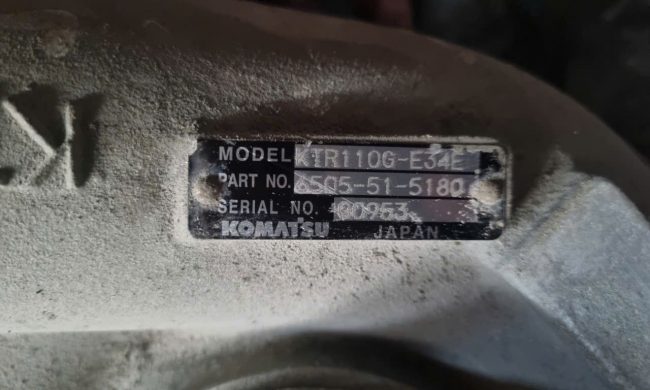 MODEL KTR110G-E34E
PART NO. 6505-51-5180
SERIAL NO.
KOMATSU JAPAN
K